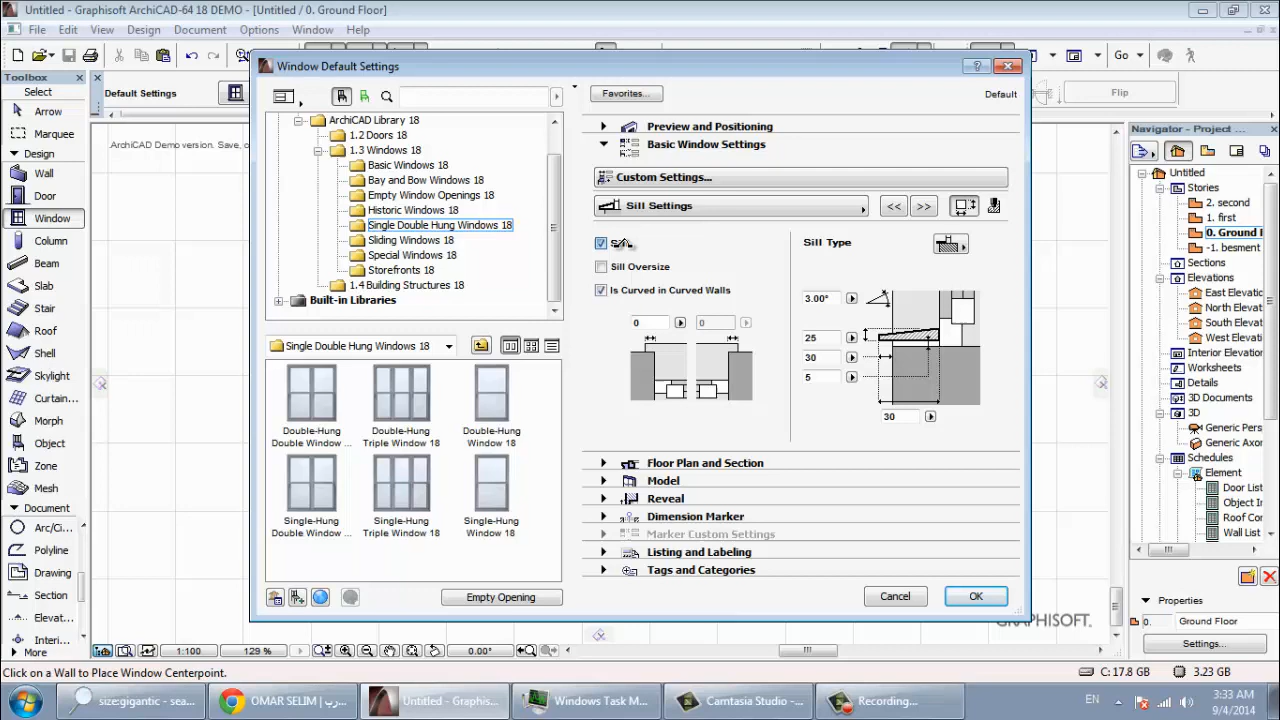 Untitled - Graphisoft ArchiCAD-64 18 DEMO - [Untitled / 0. Ground Floor]
File Edit View Design Document Options Window Help
Go
Toolbox
Select
Arrow
Marquee
Design
Wall
Door
Window
Column
Beam
Slab
Stair
Roof
Shell
Skylight
Curtain...
Morph
Object
Zone
Mesh
Document
Arc/Ci...
Polyline
Drawing
Section
Elevat...
Interi...
More
Default Settings
Flip
ArchiCAD Demo version. Save, c
Window Default Settings
ArchiCAD Library 18
1.2 Doors 18
1.3 Windows 18
Basic Windows 18
Bay and Bow Windows 18
Empty Window Openings 18
Historic Windows 18
Single Double Hung Windows 18
Sliding Windows 18
Special Windows 18
Storefronts 18
1.4 Building Structures 18
Built-in Libraries
Single Double Hung Windows 18
Double-Hung Double Window ...
Double-Hung Triple Window 18
Double-Hung Window 18
Single-Hung Double Window ...
Single-Hung Triple Window 18
Single-Hung Window 18
Empty Opening
Favorites...
Default
Preview and Positioning
Basic Window Settings
Custom Settings...
Sill Settings
<< >>
Sill Oversize
Is Curved in Curved Walls
0 0
Sill Type
3.00°
25
30
5
30
Floor Plan and Section
Model
Reveal
Dimension Marker
Marker Custom Settings
Listing and Labeling
Tags and Categories
Cancel OK
GRAPHISOFT.
Navigator - Project ...
Untitled
Stories
2. second
1. first
0. Ground F
-1. besment
Sections
Elevations
East Elevatio
North Elevat
South Elevat
West Elevat
Interior Elevatio
Worksheets
Details
3D Documents
3D
Generic Pers
Generic Axor
Schedules
Element
Door List
Object In
Roof Cor
Wall List
Properties
0. Ground Floor
Settings...
1:100 129 % 0.00°
Click on a Wall to Place Window Centerpoint.
C: 17.8 GB 3.23 GB
size:gigantic - sea...
Untitled - Graphis...
Windows Task M...
Camtasia Studio -...
Recording...
EN
3:33 AM
9/4/2014